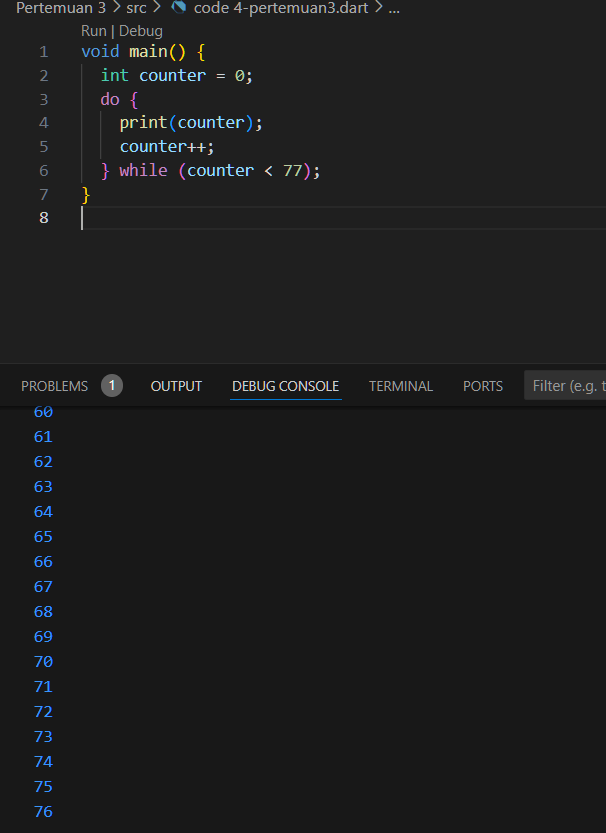 Pertemuan 3 > src > code 4-pertemuan3.dart > ...
Run | Debug
1 void main() {
2 int counter = 0;
3 do {
4 print(counter);
5 counter++;
6 } while (counter < 77);
7 }
8
PROBLEMS 1 OUTPUT DEBUG CONSOLE TERMINAL PORTS Filter (e.g. t
60
61
62
63
64
65
66
67
68
69
70
71
72
73
74
75
76